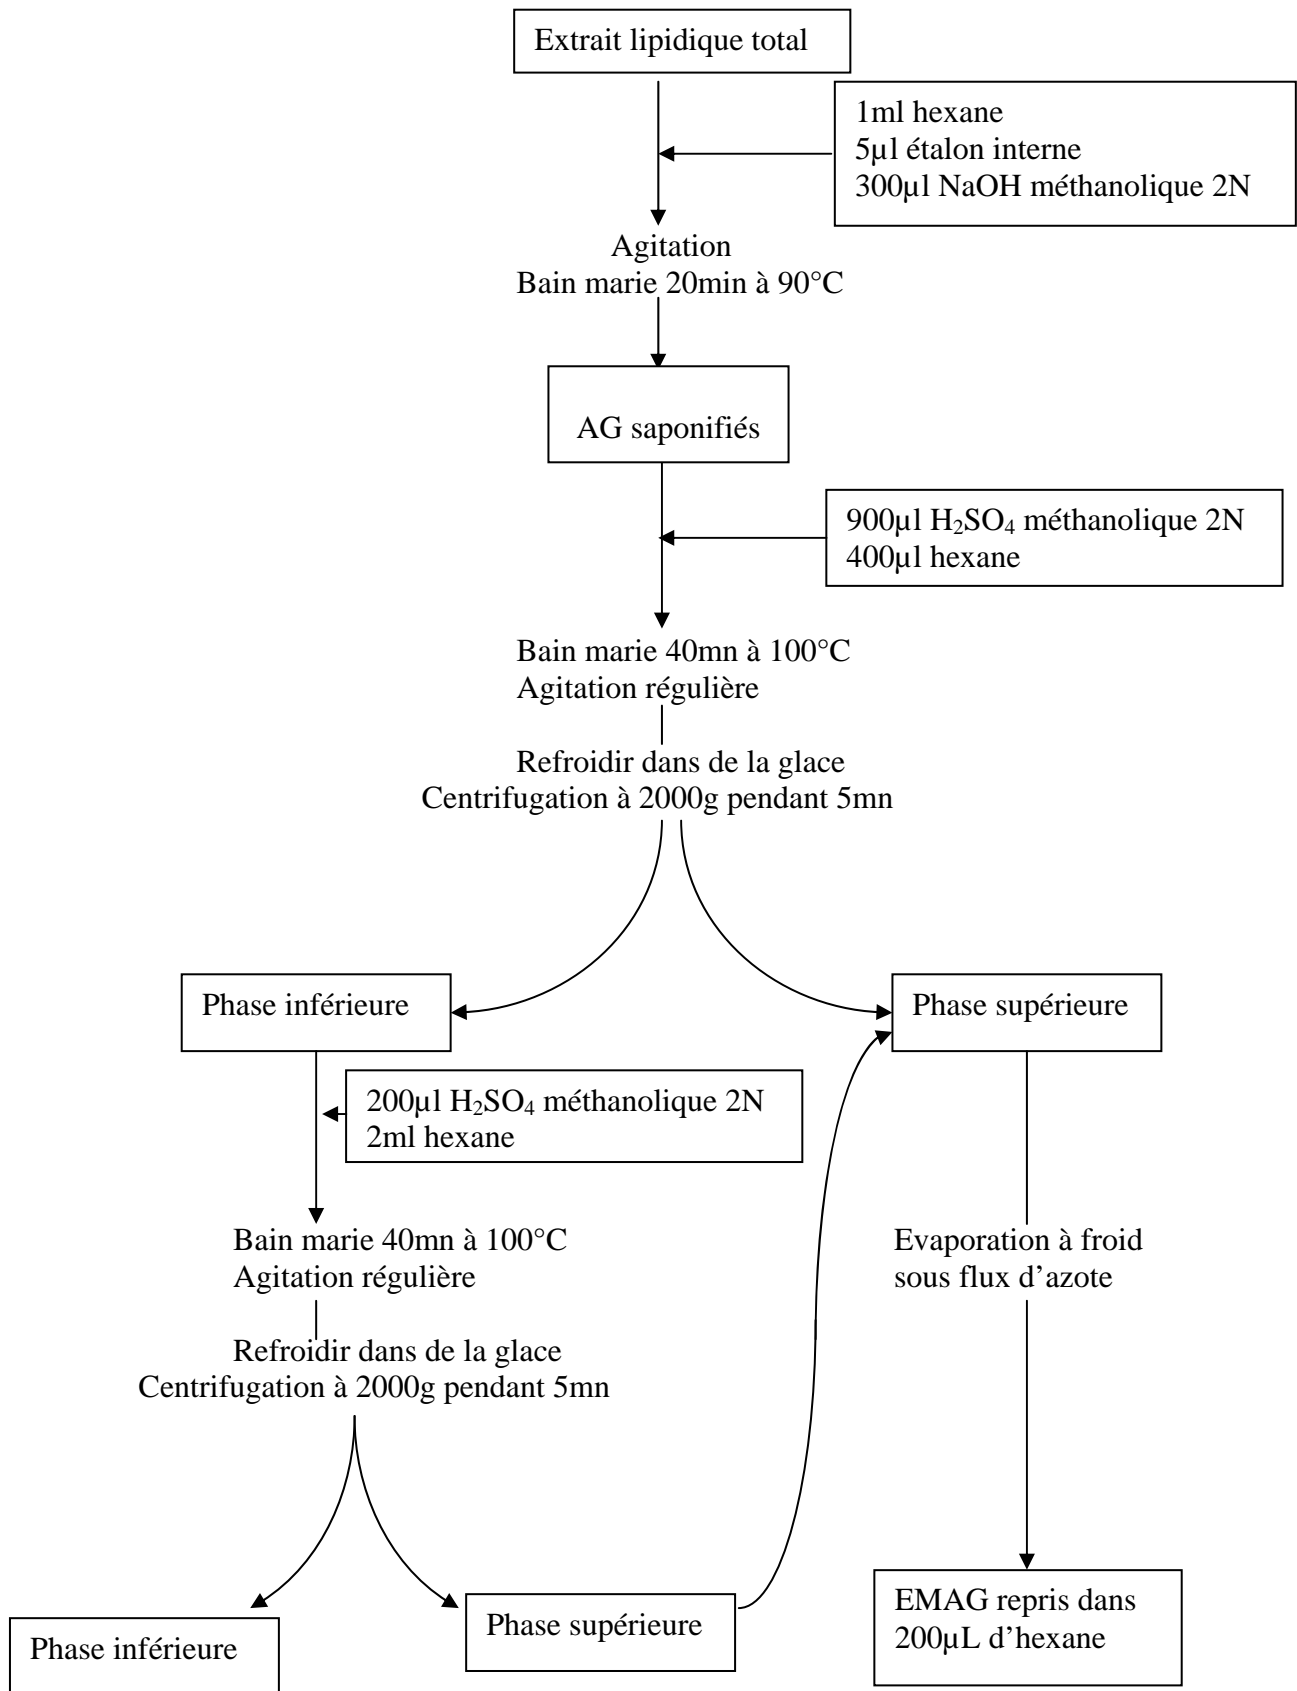 Extrait lipidique total
1ml hexane
5µl étalon interne
300µl NaOH méthanolique 2N
Agitation
Bain marie 20min à 90°C
AG saponifiés
900µl H₂SO₄ méthanolique 2N
400µl hexane
Bain marie 40mn à 100°C
Agitation régulière
Refroidir dans de la glace
Centrifugation à 2000g pendant 5mn
Phase inférieure
Phase supérieure
200µl H₂SO₄ méthanolique 2N
2ml hexane
Bain marie 40mn à 100°C
Agitation régulière
Evaporation à froid
sous flux d’azote
Refroidir dans de la glace
Centrifugation à 2000g pendant 5mn
Phase inférieure
Phase supérieure
EMAG repris dans
200µL d’hexane